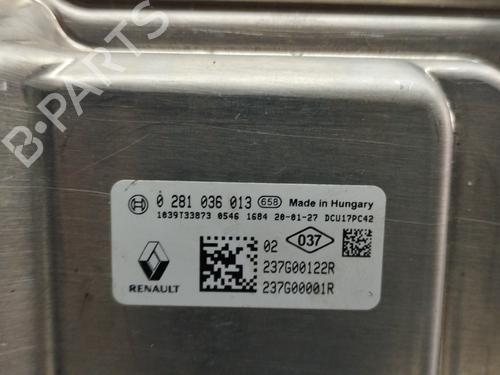 B-PARTS
0 281 036 013 658 Made in Hungary
1039T33873 0546 1684 20-01-27 DCU17PC42
02 037
237G00122R
RENAULT 237G00001R